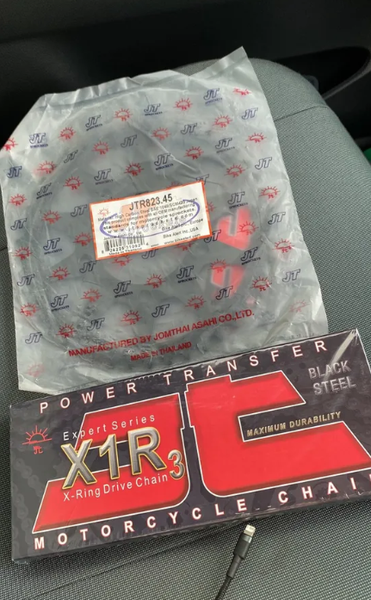 JT
JTR823.45
MANUFACTURED BY JOMTHAI ASAHI CO.,LTD.
MADE IN THAILAND
POWER TRANSFER
BLACK
STEEL
Expert Series
X1R3
X-Ring Drive Chain
MAXIMUM DURABILITY
MOTORCYCLE CHAIN